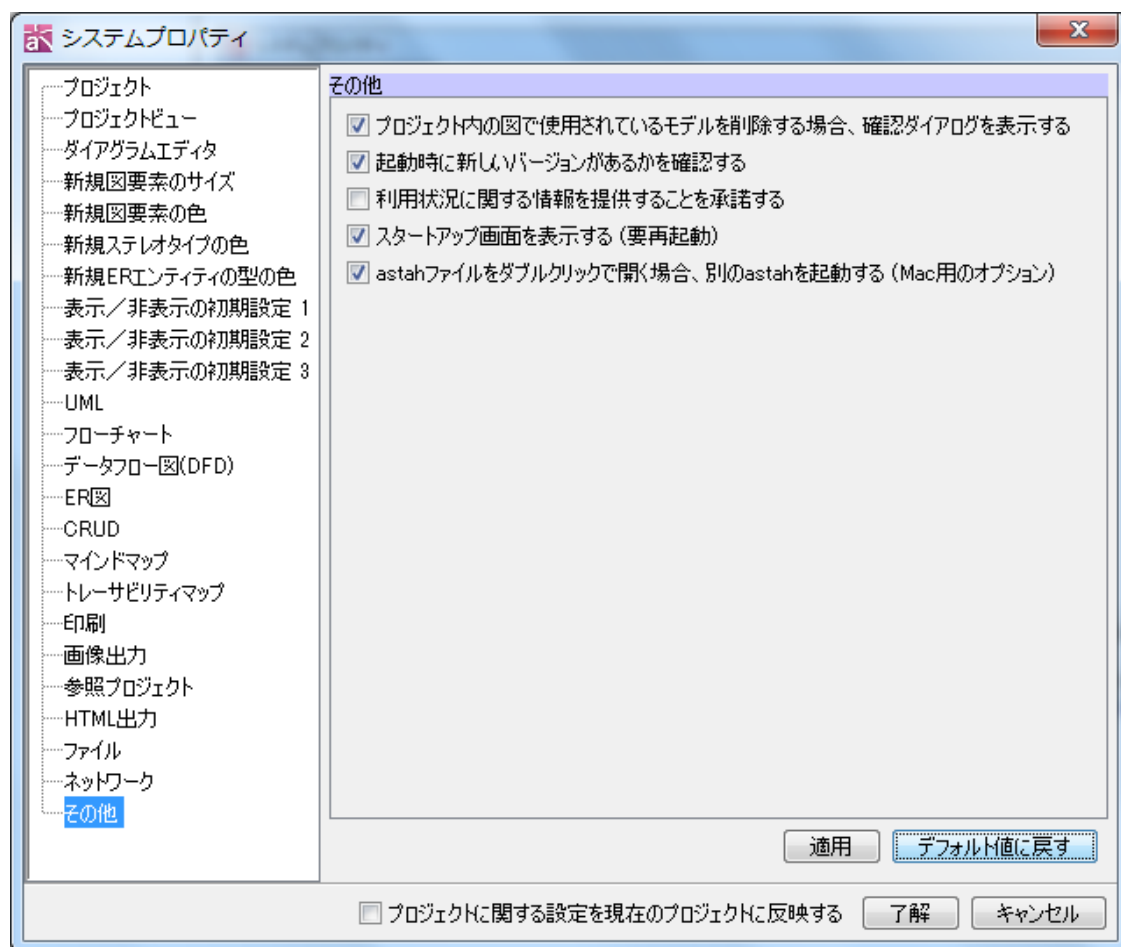 システムプロパティ
プロジェクト
プロジェクトビュー
ダイアグラムエディタ
新規図要素のサイズ
新規図要素の色
新規ステレオタイプの色
新規ERエンティティの型の色
表示／非表示の初期設定 1
表示／非表示の初期設定 2
表示／非表示の初期設定 3
UML
フローチャート
データフロー図(DFD)
ER図
CRUD
マインドマップ
トレーサビリティマップ
印刷
画像出力
参照プロジェクト
HTML出力
ファイル
ネットワーク
その他
その他
プロジェクト内の図で使用されているモデルを削除する場合、確認ダイアログを表示する
起動時に新しいバージョンがあるかを確認する
利用状況に関する情報を提供することを承諾する
スタートアップ画面を表示する（要再起動）
astahファイルをダブルクリックで開く場合、別のastahを起動する（Mac用のオプション）
適用 デフォルト値に戻す
プロジェクトに関する設定を現在のプロジェクトに反映する 了解 キャンセル